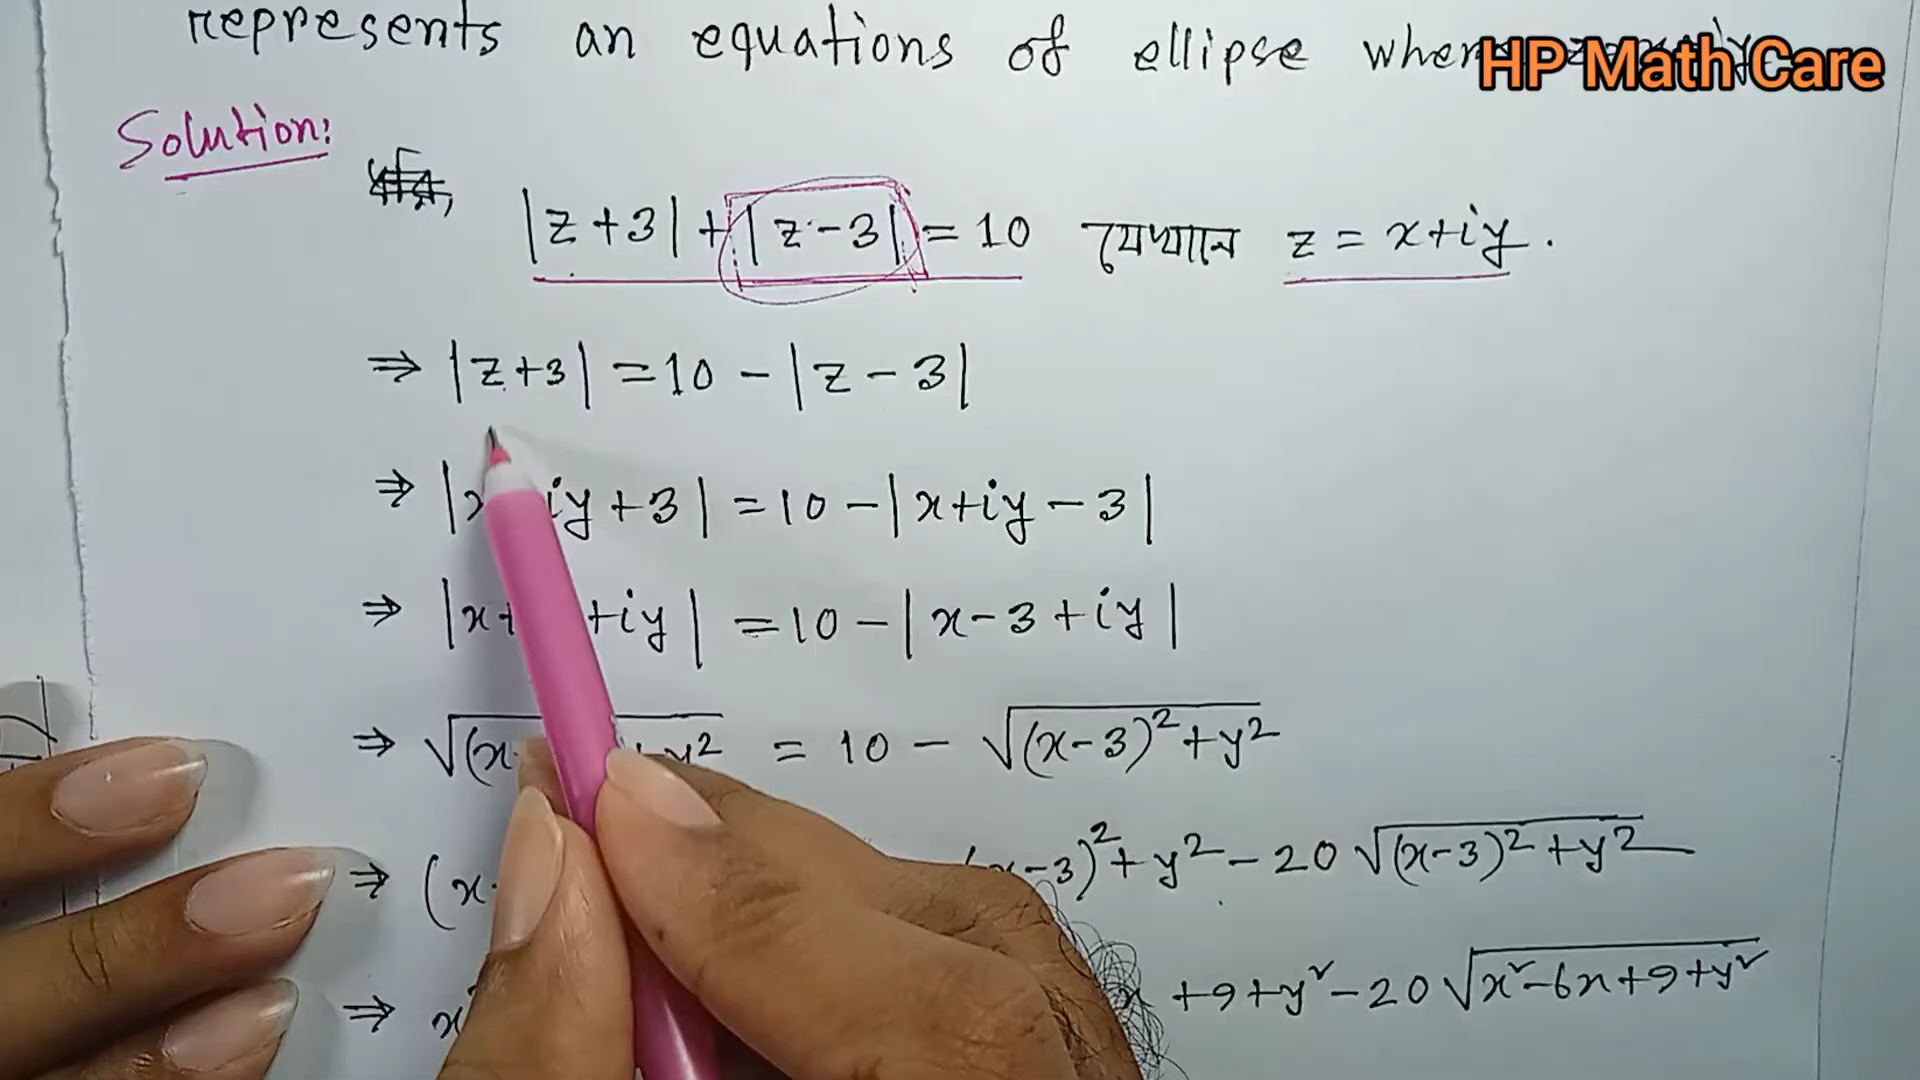 represents an equations of ellipse where
HP Math Care
Solution:
|z+3| + |z-3| = 10 যেখানে z = x+iy.
⇒ |z+3| = 10 - |z-3|
⇒ |x iy+3| = 10 - |x+iy-3|
⇒ |x+ +iy| = 10 - |x-3+iy|
⇒ √(x y² = 10 - √(x-3)²+y²
⇒ (x -3)²+y²-20√(x-3)²+y²
⇒ x +9+y²-20√x²-6x+9+y²